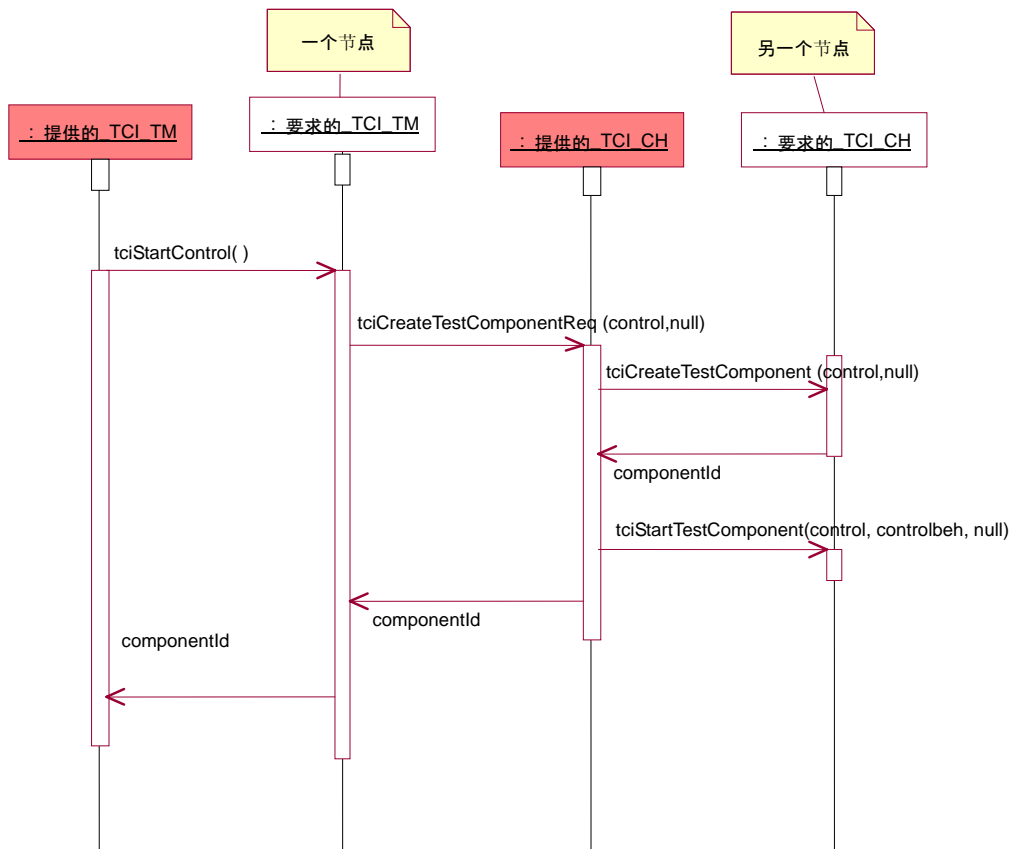 一个节点
另一个节点
: 提供的_TCI_TM
: 要求的_TCI_TM
: 提供的_TCI_CH
: 要求的_TCI_CH
tciStartControl( )
tciCreateTestComponentReq (control,null)
tciCreateTestComponent (control,null)
componentId
tciStartTestComponent(control, controlbeh, null)
componentId
componentId